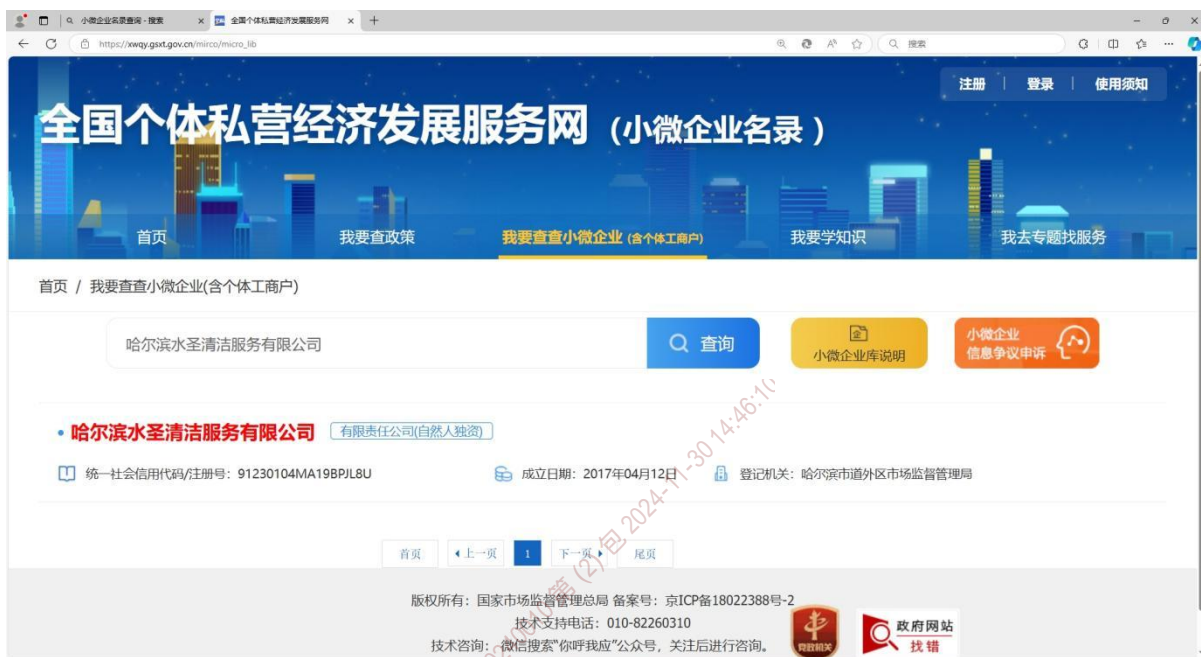 小微企业名录查询 - 搜索
全国个体私营经济发展服务网
https://xwqy.gsxt.gov.cn/mirco/micro_lib
搜索
注册 登录 使用须知
全国个体私营经济发展服务网(小微企业名录)
首页 我要查政策 我要查查小微企业(含个体工商户) 我要学知识 我去专题找服务
首页 / 我要查查小微企业(含个体工商户)
哈尔滨水圣清洁服务有限公司 查询 小微企业库说明 小微企业
信息争议申诉
哈尔滨水圣清洁服务有限公司 有限责任公司(自然人独资)
统一社会信用代码/注册号:91230104MA19BPJL8U 成立日期:2017年04月12日 登记机关:哈尔滨市道外区市场监督管理局
首页 上一页 1 下一页 尾页
版权所有:国家市场监督管理总局 备案号:京ICP备18022388号-2
技术支持电话:010-82260310
技术咨询:微信搜索“你呼我应”公众号,关注后进行咨询。
党政机关
政府网站
找错
第(2)包 2024-11-30 14:46:10